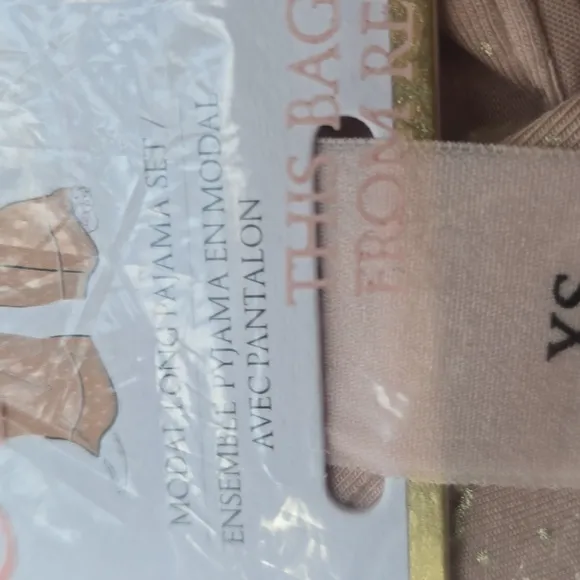 MODAL LONG PAJAMA SET /
ENSEMBLE PYJAMA EN MODAL
AVEC PANTALON
THIS BAG
FROM RE
XS